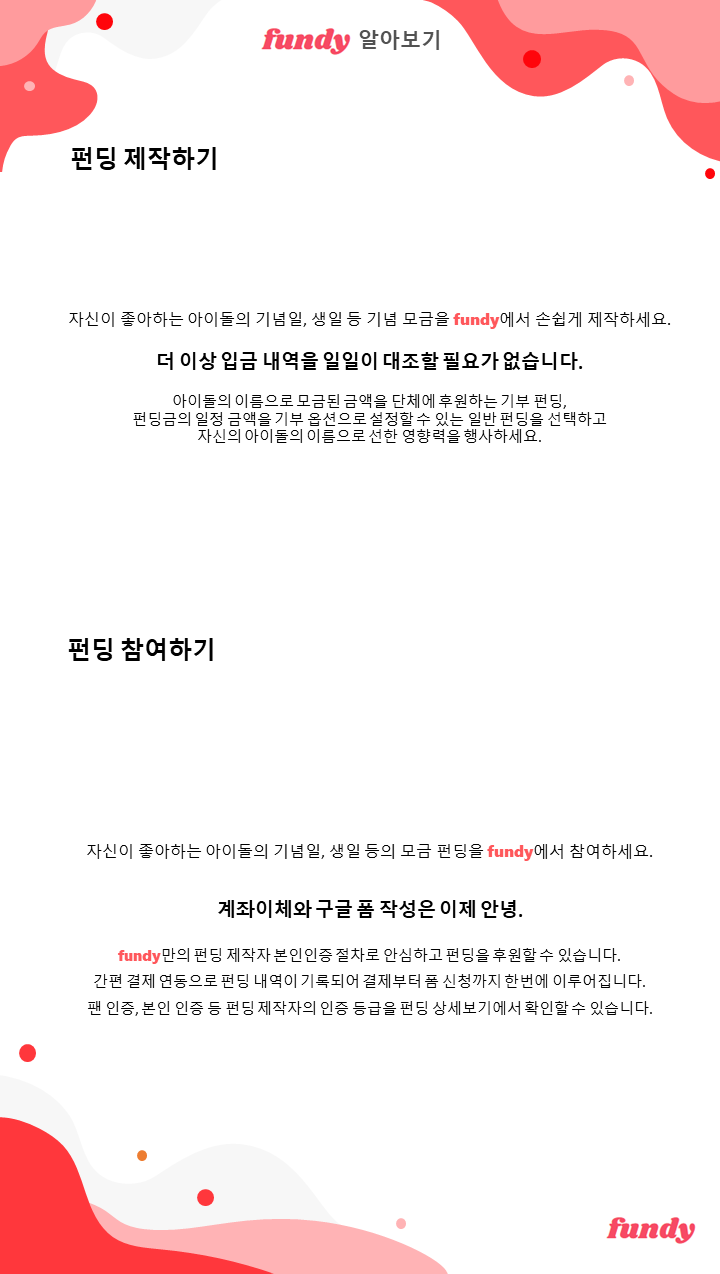 fundy 알아보기
펀딩 제작하기
자신이 좋아하는 아이돌의 기념일, 생일 등 기념 모금을 fundy에서 손쉽게 제작하세요.
더 이상 입금 내역을 일일이 대조할 필요가 없습니다.
아이돌의 이름으로 모금된 금액을 단체에 후원하는 기부 펀딩,
펀딩금의 일정 금액을 기부 옵션으로 설정할 수 있는 일반 펀딩을 선택하고
자신의 아이돌의 이름으로 선한 영향력을 행사하세요.
펀딩 참여하기
자신이 좋아하는 아이돌의 기념일, 생일 등의 모금 펀딩을 fundy에서 참여하세요.
계좌이체와 구글 폼 작성은 이제 안녕.
fundy만의 펀딩 제작자 본인인증 절차로 안심하고 펀딩을 후원할 수 있습니다.
간편 결제 연동으로 펀딩 내역이 기록되어 결제부터 폼 신청까지 한번에 이루어집니다.
팬 인증, 본인 인증 등 펀딩 제작자의 인증 등급을 펀딩 상세보기에서 확인할 수 있습니다.
fundy